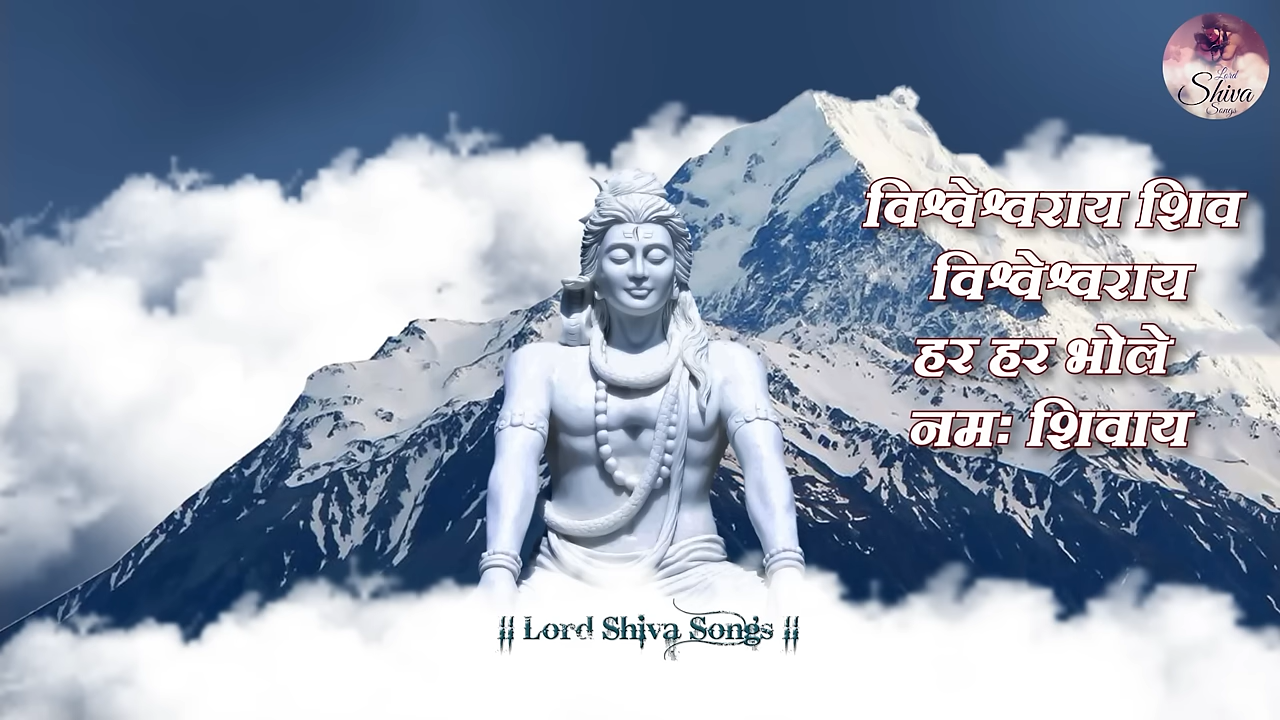 Lord
Shiva
Songs
विश्वेश्वराय शिव
विश्वेश्वराय
हर हर भोले
नमः शिवाय
|| Lord Shiva Songs ||